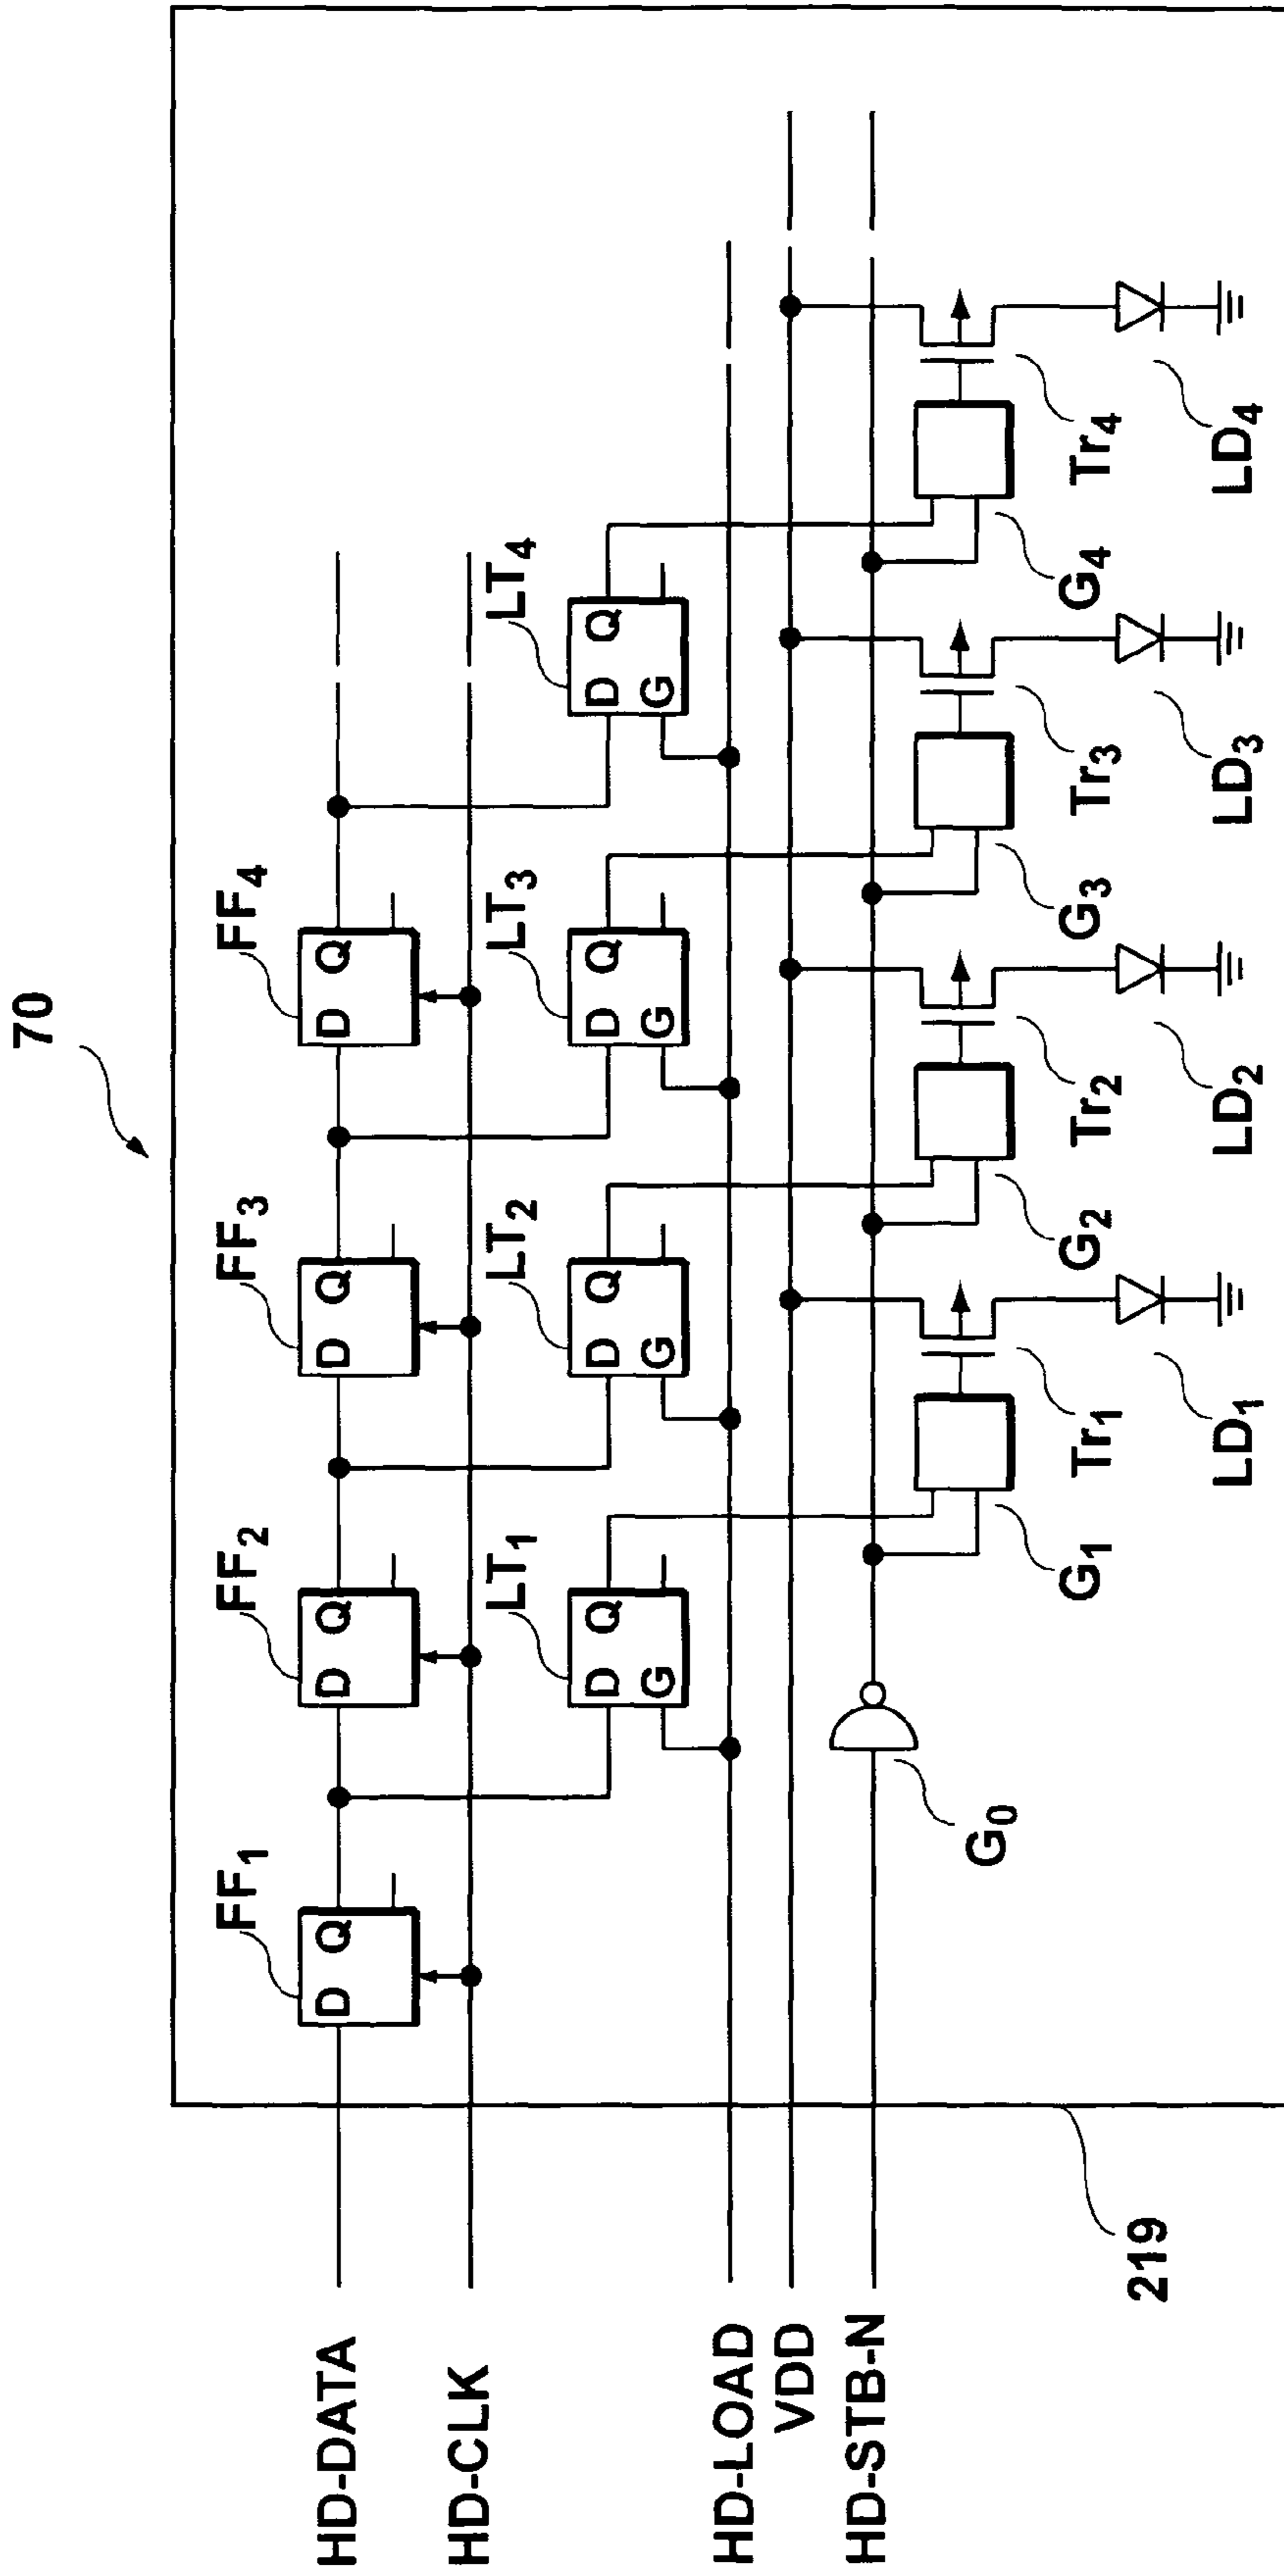 70
FF₁ FF₂ FF₃ FF₄
D Q D Q D Q D Q
LT₁ LT₂ LT₃ LT₄
D Q D Q D Q D Q
G G G G
HD-DATA
HD-CLK
HD-LOAD
VDD
HD-STB-N
G₀
G₁ G₂ G₃ G₄
Tr₁ Tr₂ Tr₃ Tr₄
LD₁ LD₂ LD₃ LD₄
219